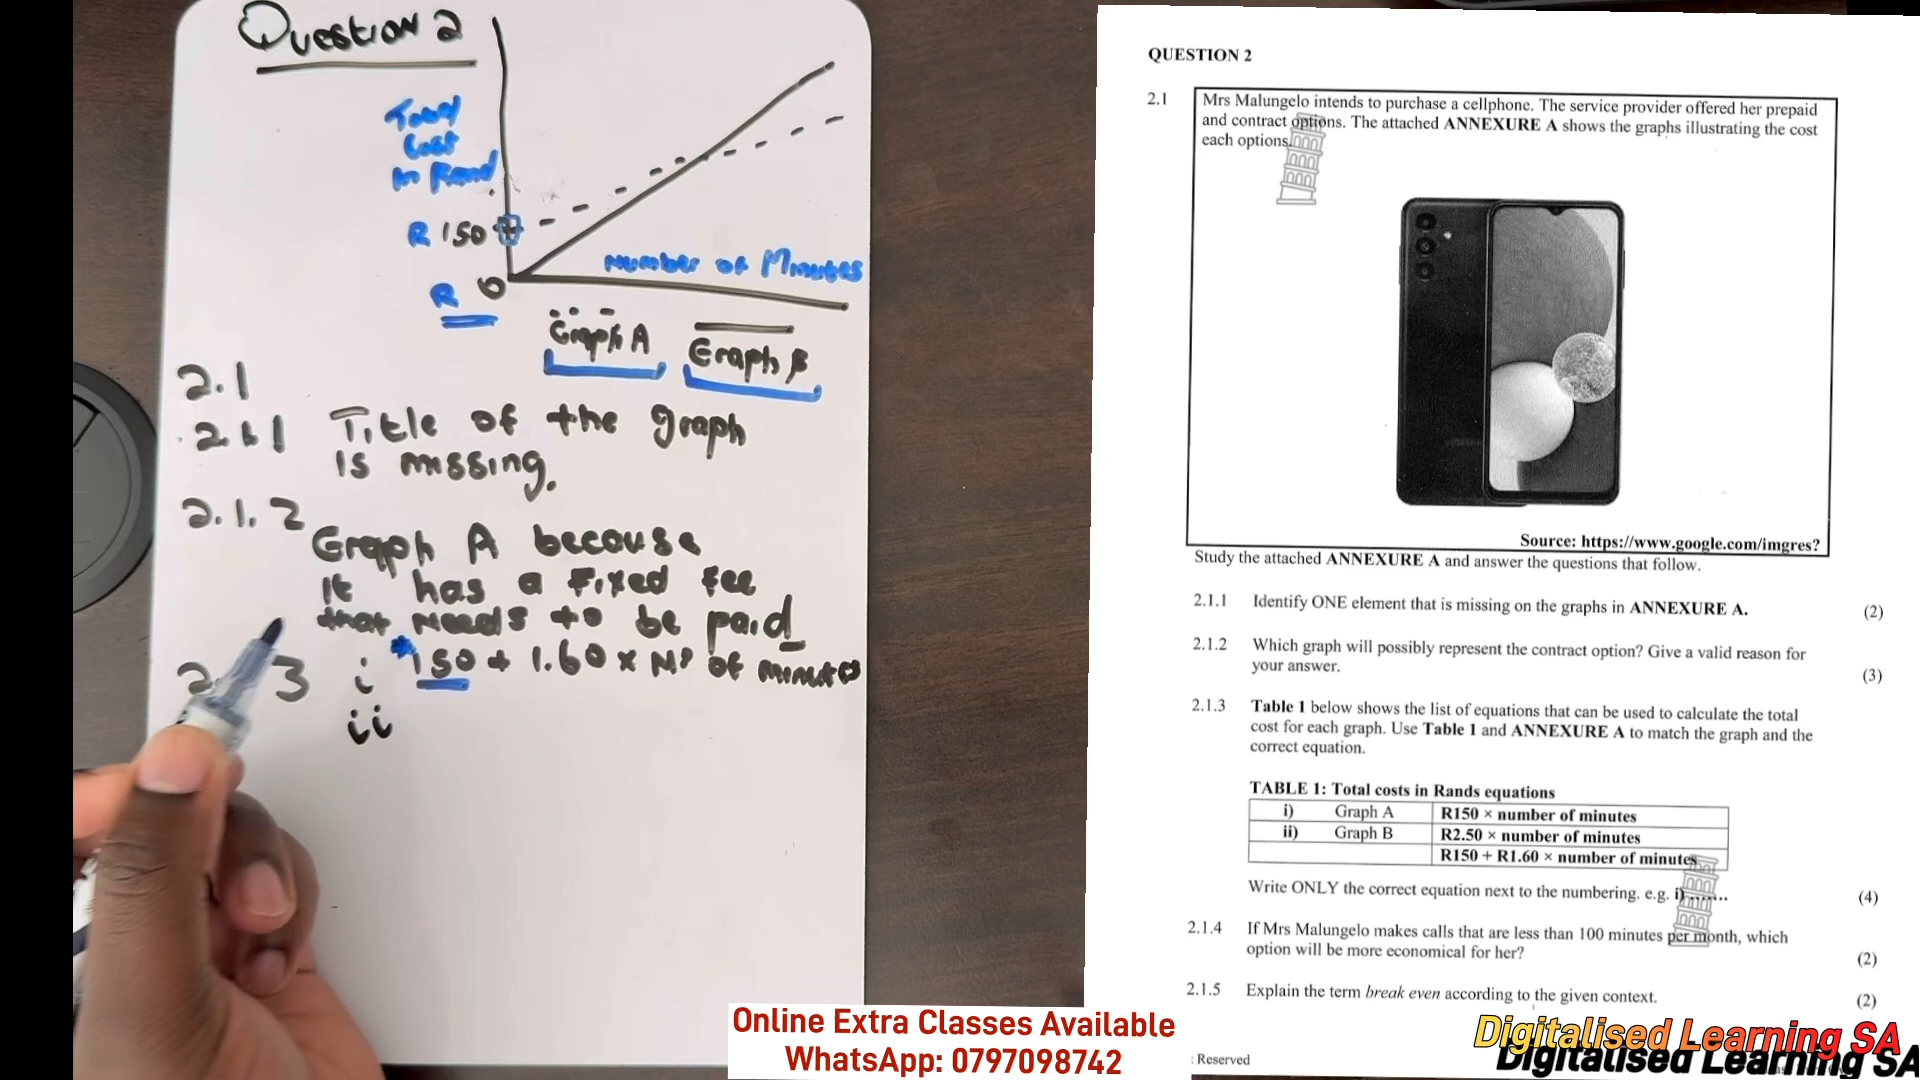 Question 2
Total
Cost
in Rand
R 150
R 0
Number of Minutes
Graph A
Graph B
2.1
2.1.1 Title of the graph
is missing.
2.1.2
Graph A because
It has a fixed fee
that needs to be paid
3 i 150 + 1.60 x No of minutes
ii
QUESTION 2
2.1 Mrs Malungelo intends to purchase a cellphone. The service provider offered her prepaid
and contract options. The attached ANNEXURE A shows the graphs illustrating the cost
each options.
Source: https://www.google.com/imgres?
Study the attached ANNEXURE A and answer the questions that follow.
2.1.1 Identify ONE element that is missing on the graphs in ANNEXURE A. (2)
2.1.2 Which graph will possibly represent the contract option? Give a valid reason for
your answer. (3)
2.1.3 Table 1 below shows the list of equations that can be used to calculate the total
cost for each graph. Use Table 1 and ANNEXURE A to match the graph and the
correct equation.
TABLE 1: Total costs in Rands equations
i) Graph A R150 × number of minutes
ii) Graph B R2.50 × number of minutes
R150 + R1.60 × number of minutes
Write ONLY the correct equation next to the numbering. e.g. i)....... (4)
2.1.4 If Mrs Malungelo makes calls that are less than 100 minutes per month, which
option will be more economical for her? (2)
2.1.5 Explain the term break even according to the given context. (2)
: Reserved
Online Extra Classes Available
WhatsApp: 0797098742
Digitalised Learning SA
Digitalised Learning SA